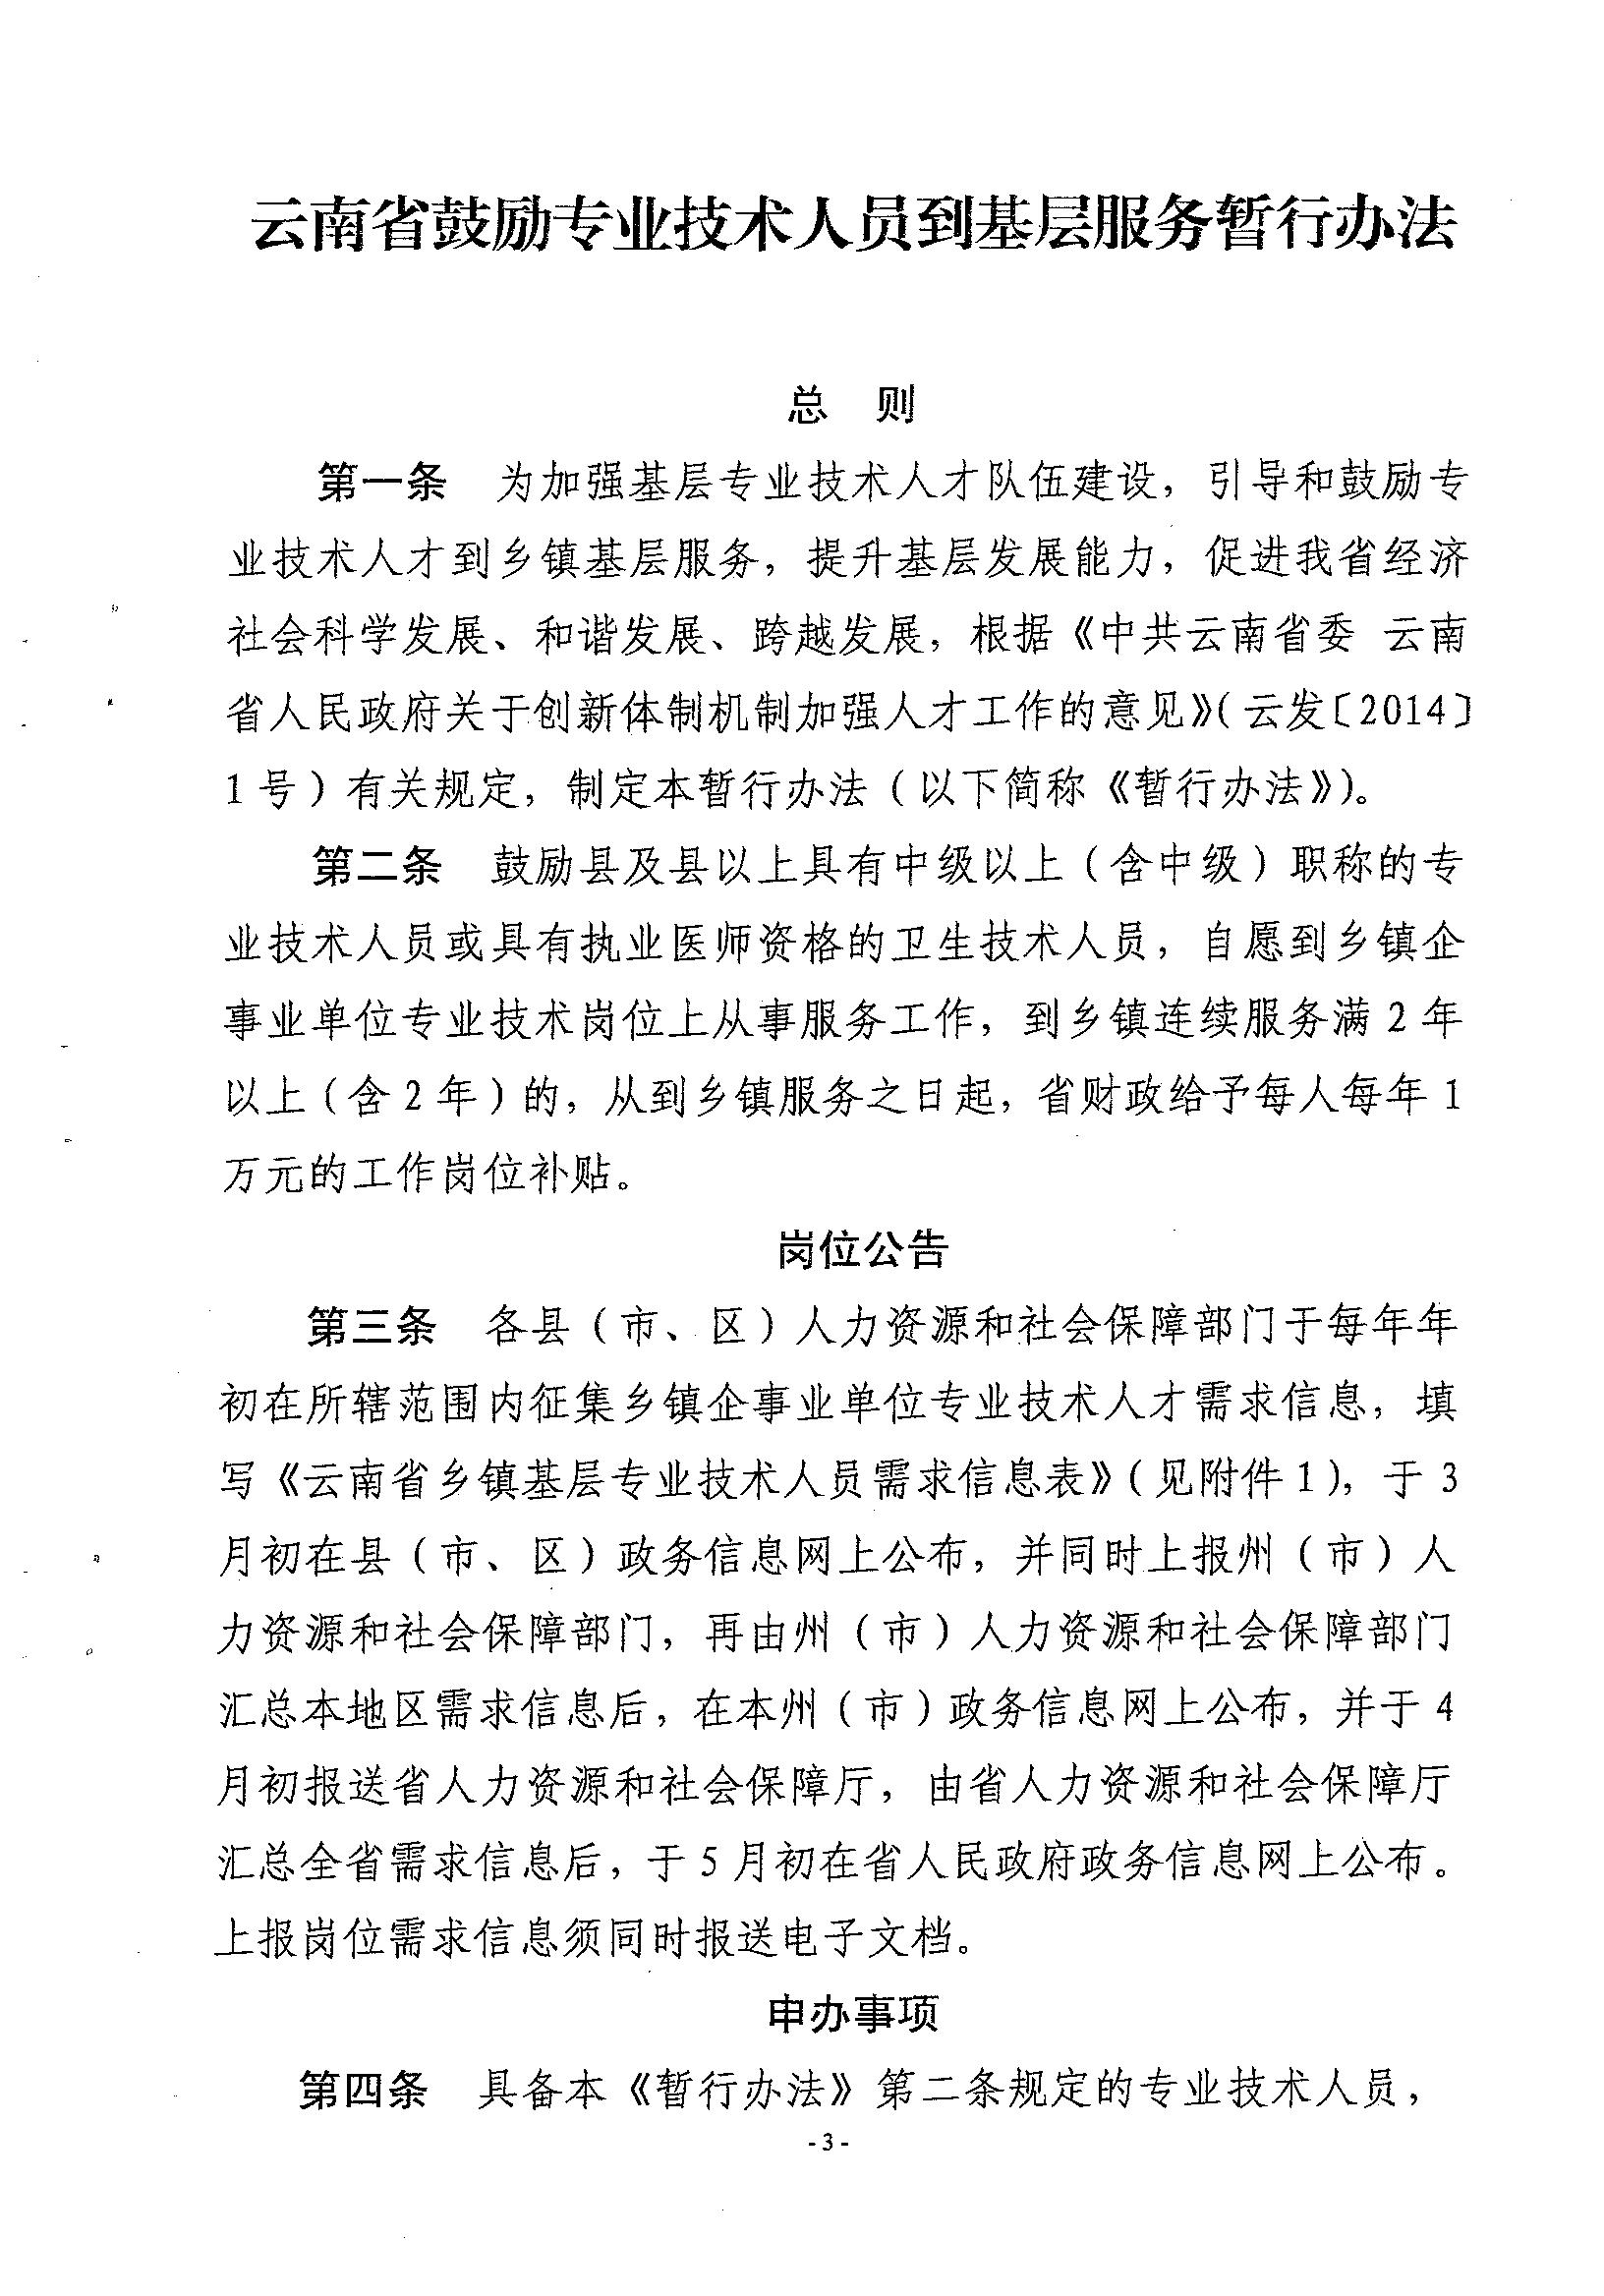 云南省鼓励专业技术人员到基层服务暂行办法
总 则
第一条 为加强基层专业技术人才队伍建设，引导和鼓励专
业技术人才到乡镇基层服务，提升基层发展能力，促进我省经济
社会科学发展、和谐发展、跨越发展，根据《中共云南省委 云南
省人民政府关于创新体制机制加强人才工作的意见》（云发〔2014〕
1号）有关规定，制定本暂行办法（以下简称《暂行办法》）。
第二条 鼓励县及县以上具有中级以上（含中级）职称的专
业技术人员或具有执业医师资格的卫生技术人员，自愿到乡镇企
事业单位专业技术岗位上从事服务工作，到乡镇连续服务满2年
以上（含2年）的，从到乡镇服务之日起，省财政给予每人每年1
万元的工作岗位补贴。
岗位公告
第三条 各县（市、区）人力资源和社会保障部门于每年年
初在所辖范围内征集乡镇企事业单位专业技术人才需求信息，填
写《云南省乡镇基层专业技术人员需求信息表》（见附件1），于3
月初在县（市、区）政务信息网上公布，并同时上报州（市）人
力资源和社会保障部门，再由州（市）人力资源和社会保障部门
汇总本地区需求信息后，在本州（市）政务信息网上公布，并于4
月初报送省人力资源和社会保障厅，由省人力资源和社会保障厅
汇总全省需求信息后，于5月初在省人民政府政务信息网上公布。
上报岗位需求信息须同时报送电子文档。
申办事项
第四条 具备本《暂行办法》第二条规定的专业技术人员，
- 3 -